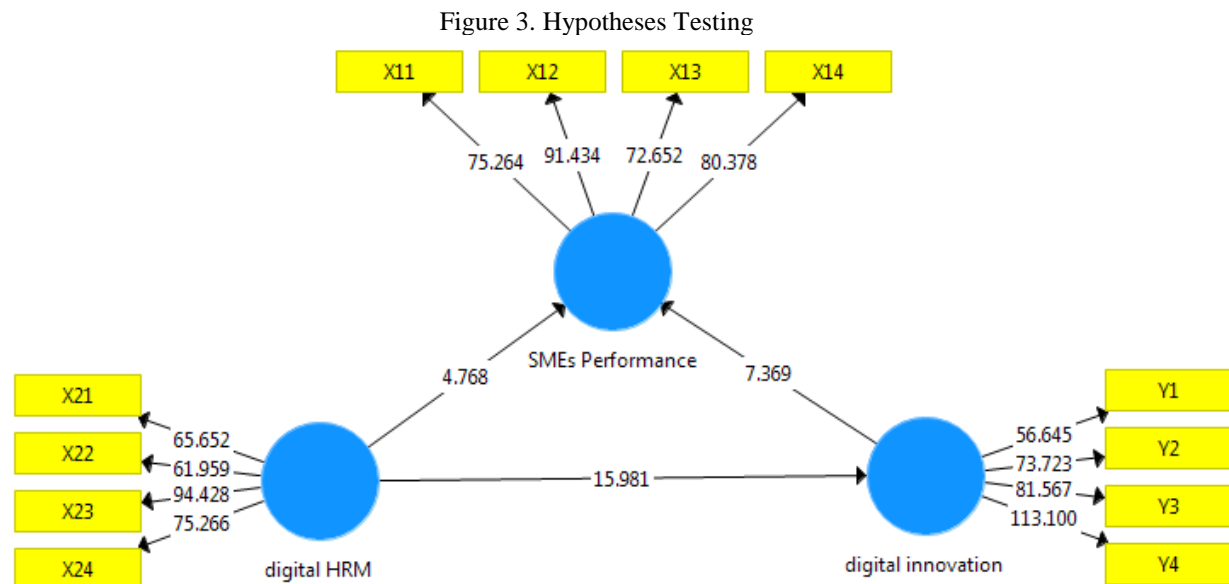 Figure 3. Hypotheses Testing
X11 X12 X13 X14
75.264 91.434 72.652 80.378
SMEs Performance
4.768 7.369
X21
X22
X23
X24
65.652
61.959
94.428
75.266
digital HRM
15.981
56.645
73.723
81.567
113.100
Y1
Y2
Y3
Y4
digital innovation